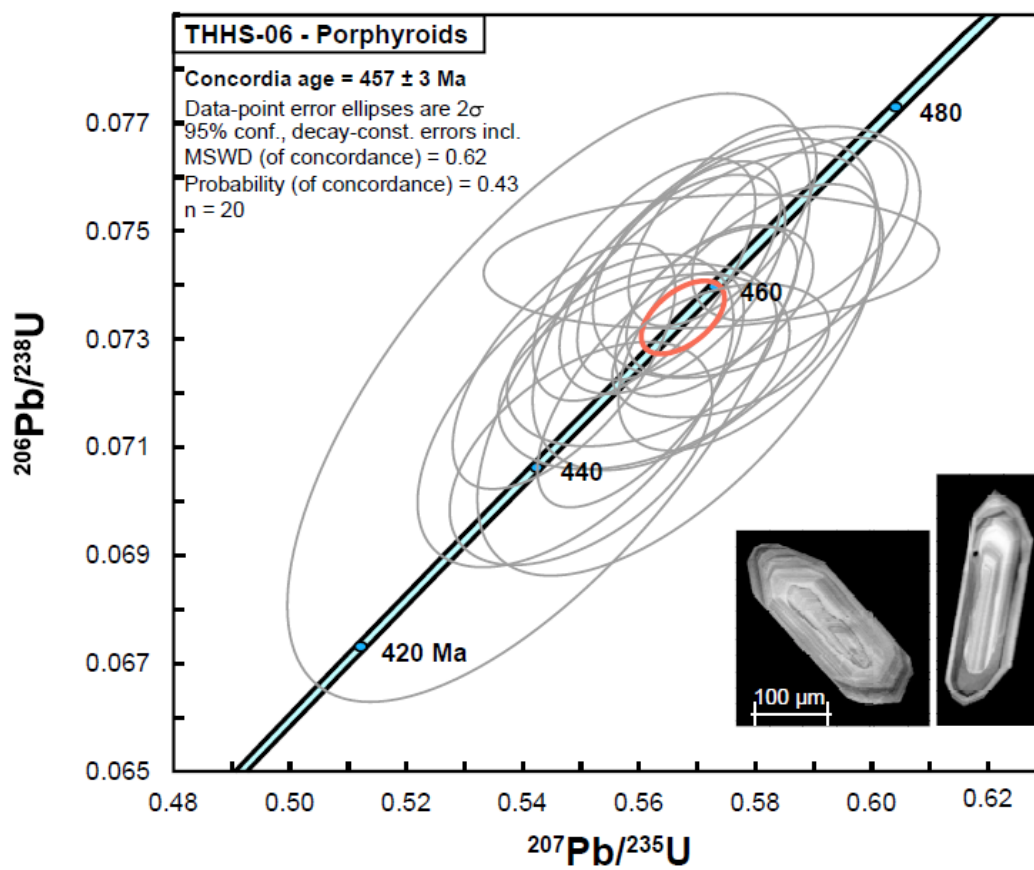 THHS-06 - Porphyroids
Concordia age = 457 ± 3 Ma
Data-point error ellipses are 2σ
95% conf., decay-const. errors incl.
MSWD (of concordance) = 0.62
Probability (of concordance) = 0.43
n = 20
480
460
440
420 Ma
100 µm
0.077
0.075
0.073
0.071
0.069
0.067
0.065
206Pb/238U
0.48 0.50 0.52 0.54 0.56 0.58 0.60 0.62
207Pb/235U